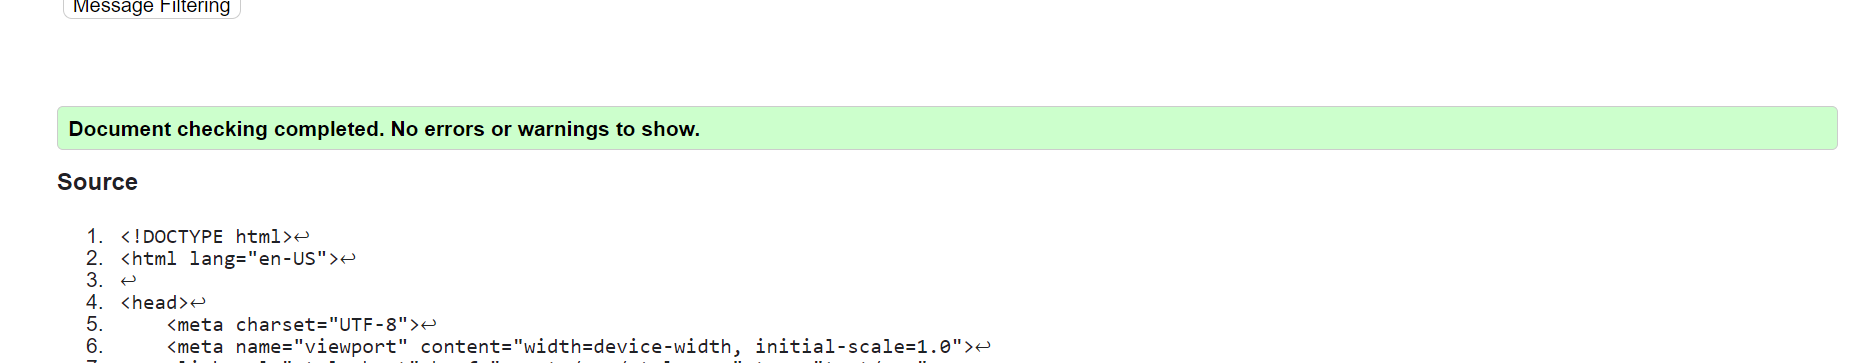 Message Filtering
Document checking completed. No errors or warnings to show.
Source
1. <!DOCTYPE html>↩
2. <html lang="en-US">↩
3. ↩
4. <head>↩
5. <meta charset="UTF-8">↩
6. <meta name="viewport" content="width=device-width, initial-scale=1.0">↩